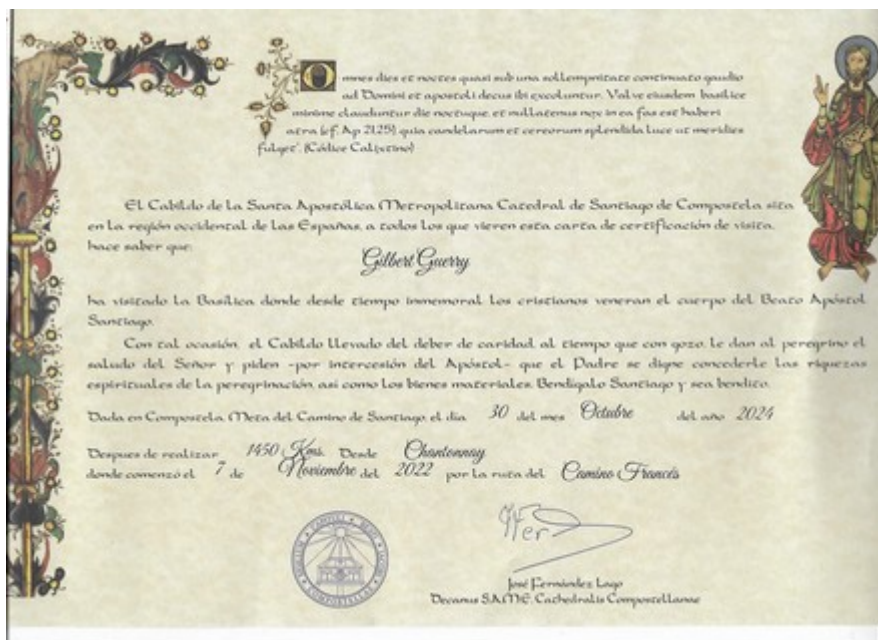 Omnes dies et noctes quasi sub una sollempnitate continuato gaudio
ad Domini et apostoli decus ibi excoluntur. Valve eiusdem basilice
minime clauduntur die noctuque, et nullatenus nox in ea fas est haberi
atra (cf. Ap 21,25), quia candelarum et cereorum splendida luce ut meridies
fulget". (Códice Calixtino)
El Cabildo de la Santa Apostólica Metropolitana Catedral de Santiago de Compostela sita
en la región occidental de las Españas, a todos los que vieren esta carta de certificación de visita,
hace saber que:
Gilbert Guerry
ha visitado la Basílica donde desde tiempo inmemoral los cristianos veneran el cuerpo del Beato Apóstol
Santiago.
Con tal ocasión, el Cabildo llevado del deber de caridad, al tiempo que con gozo, le dan al peregrino el
saludo del Señor y piden -por intercesión del Apóstol- que el Padre se digne concederle las riquezas
espirituales de la peregrinación, así como los bienes materiales. Bendígalo Santiago y sea bendito.
Dada en Compostela, Meta del Camino de Santiago, el día 30 del mes Octubre del año 2024
Despues de realizar 1450 Kms. Desde Chantonnay
donde comenzó el 7 de Noviembre del 2022 por la ruta del Camino Francés
José Fernández Lago
Decanus S.A.M.E. Cathedralis Compostellanae